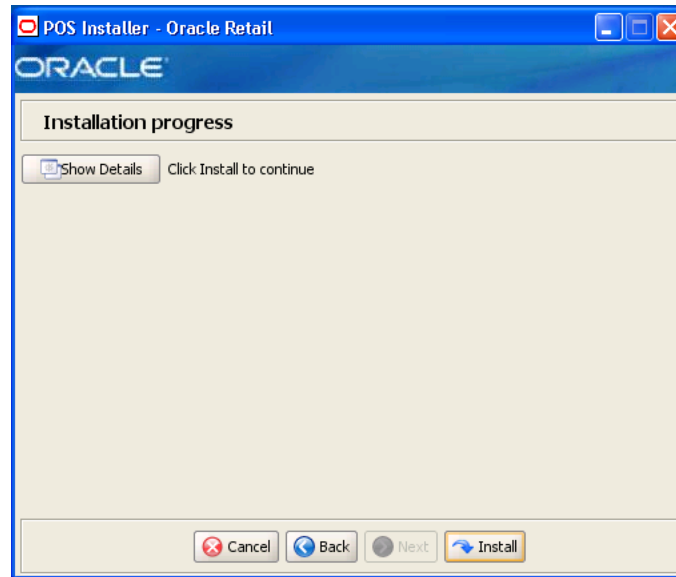 POS Installer - Oracle Retail
ORACLE
Installation progress
Show Details Click Install to continue
Cancel Back Next Install